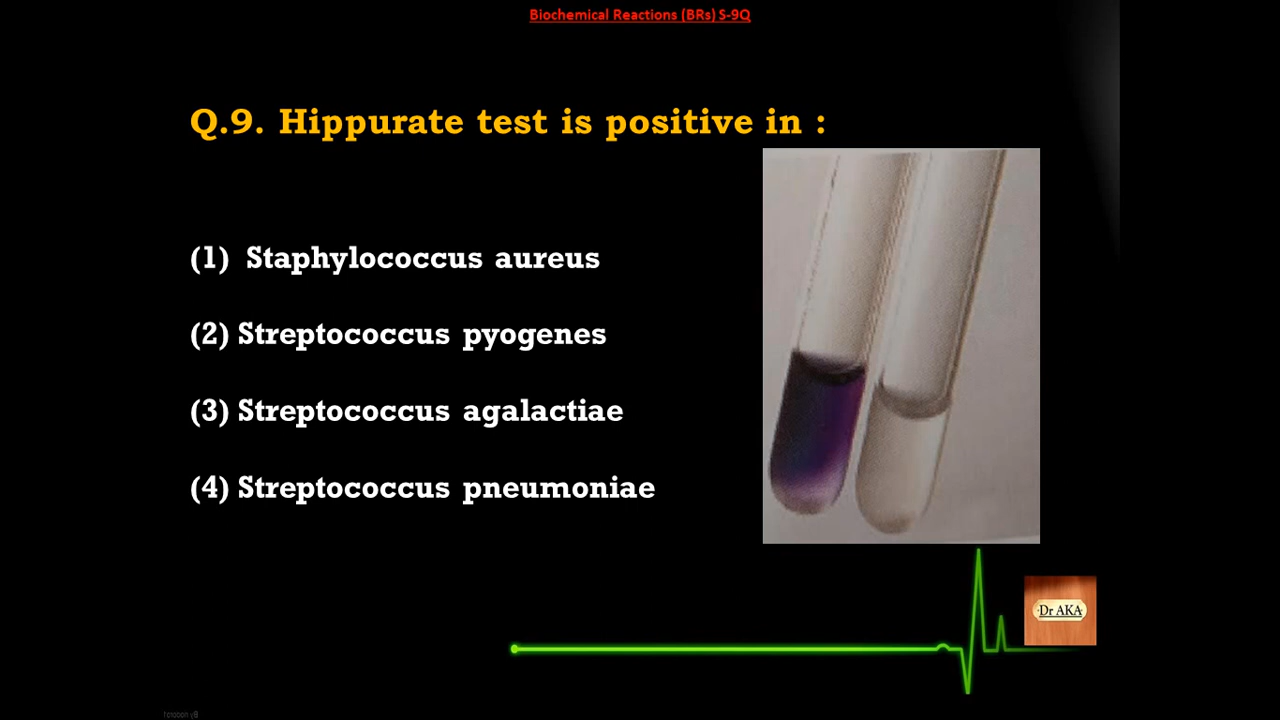 Biochemical Reactions (BRs) S-9Q
Q.9. Hippurate test is positive in :
(1) Staphylococcus aureus
(2) Streptococcus pyogenes
(3) Streptococcus agalactiae
(4) Streptococcus pneumoniae
Dr AKA